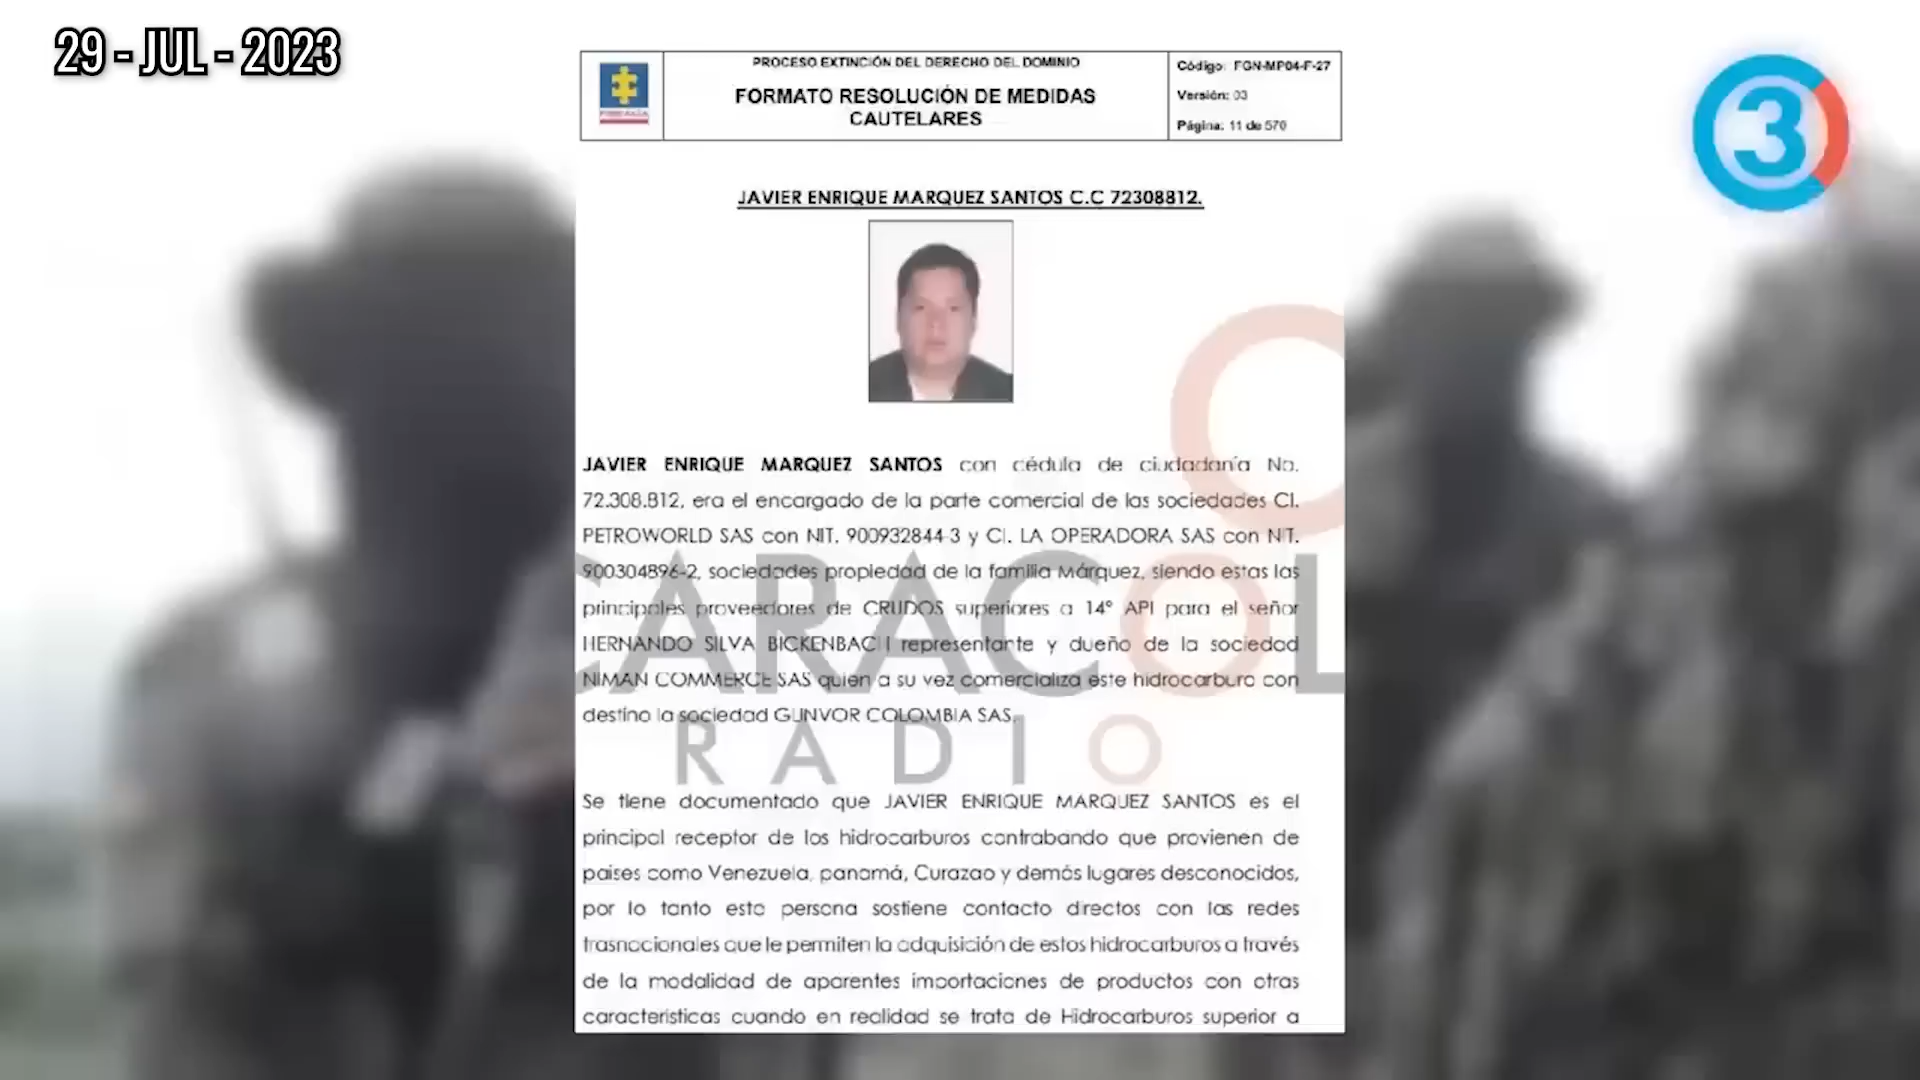 29 - JUL - 2023
3
PROCESO EXTINCIÓN DEL DERECHO DEL DOMINIO
FORMATO RESOLUCIÓN DE MEDIDAS
CAUTELARES
Código: FGN-MP04-F-27
Versión: 03
Página: 11 de 570
JAVIER ENRIQUE MARQUEZ SANTOS C.C 72308812.
JAVIER ENRIQUE MARQUEZ SANTOS con cédula de ciudadanía No.
72.308.812, era el encargado de la parte comercial de las sociedades CI.
PETROWORLD SAS con NIT. 900932844-3 y CI. LA OPERADORA SAS con NIT.
900304896-2, sociedades propiedad de la familia Márquez, siendo estas las
principales proveedores de CRUDOS superiores a 14° API para el señor
HERNANDO SILVA BICKENBACH representante y dueño de la sociedad
NIMAN COMMERCE SAS quien a su vez comercializa este hidrocarburo con
destino la sociedad GUNVOR COLOMBIA SAS.
CARACOL
RADIO
Se tiene documentado que JAVIER ENRIQUE MARQUEZ SANTOS es el
principal receptor de los hidrocarburos contrabando que provienen de
países como Venezuela, panamá, Curazao y demás lugares desconocidos,
por lo tanto esta persona sostiene contacto directos con las redes
trasnacionales que le permiten la adquisición de estos hidrocarburos a través
de la modalidad de aparentes importaciones de productos con otras
características cuando en realidad se trata de Hidrocarburos superior a